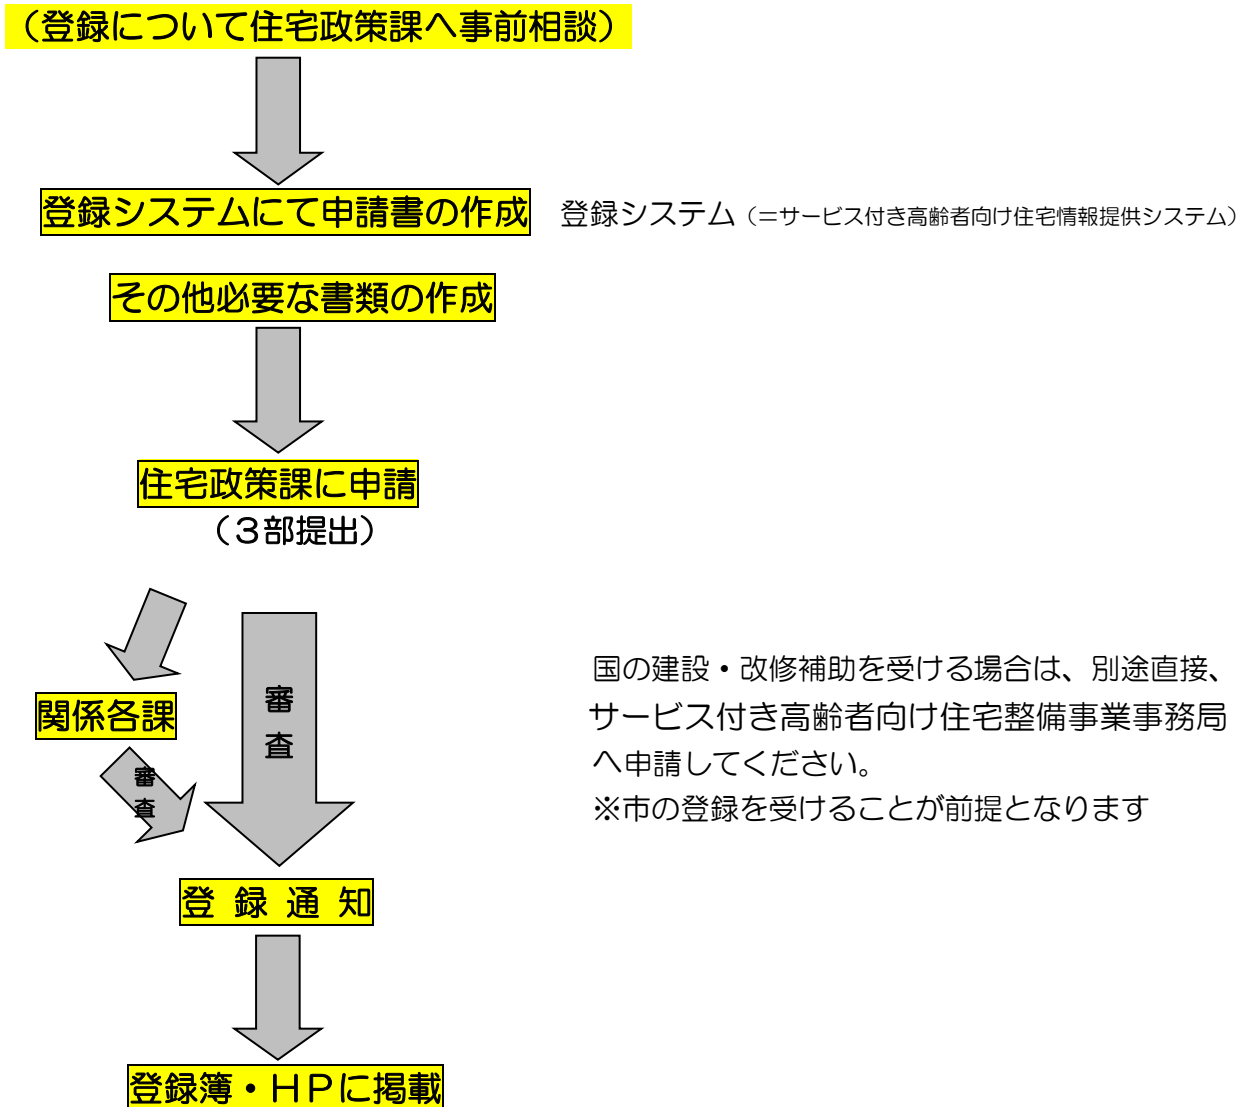 （登録について住宅政策課へ事前相談）
登録システムにて申請書の作成 登録システム（＝サービス付き高齢者向け住宅情報提供システム）
その他必要な書類の作成
住宅政策課に申請
（３部提出）
審
査
関係各課
審
査
国の建設・改修補助を受ける場合は、別途直接、
サービス付き高齢者向け住宅整備事業事務局
へ申請してください。
※市の登録を受けることが前提となります
登 録 通 知
登録簿・ＨＰに掲載